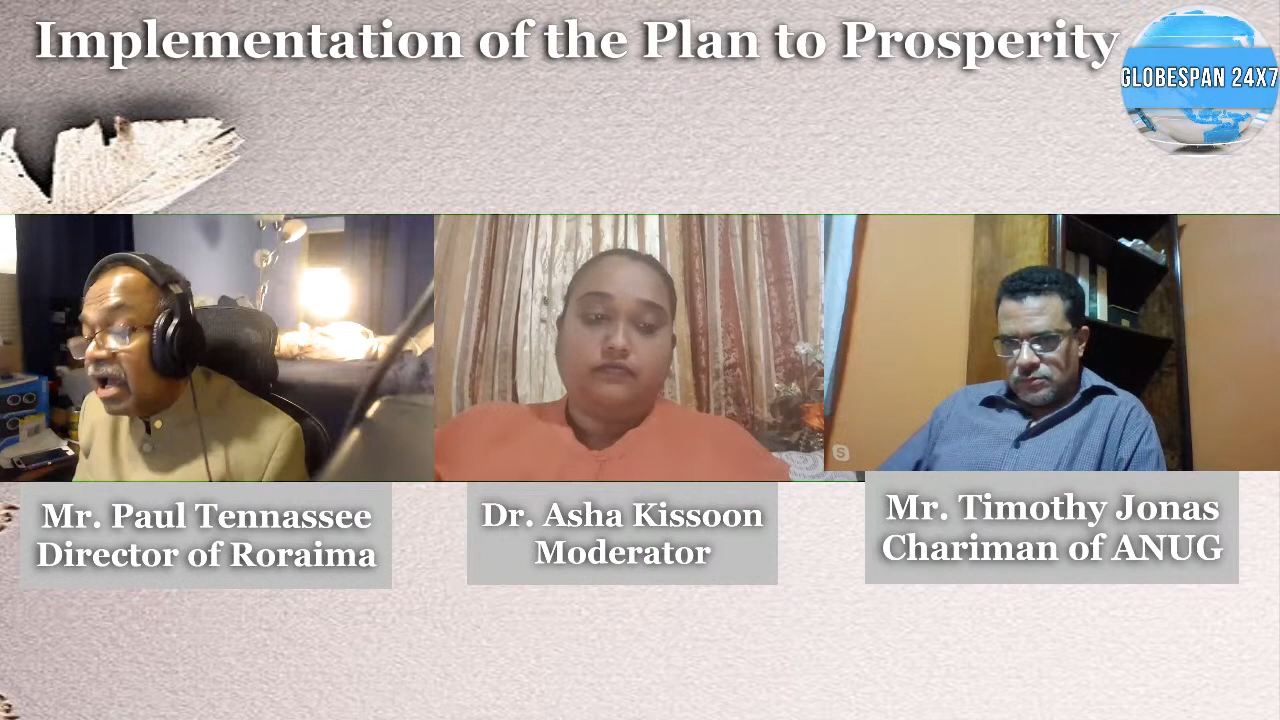 Implementation of the Plan to Prosperity
GLOBESPAN 24X7
Mr. Paul Tennassee
Director of Roraima
Dr. Asha Kissoon
Moderator
Mr. Timothy Jonas
Chariman of ANUG